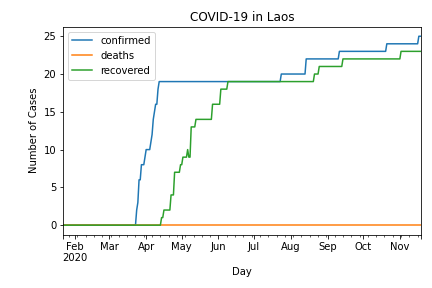 COVID-19 in Laos
confirmed
deaths
recovered
Number of Cases
25
20
15
10
5
0
Feb Mar Apr May Jun Jul Aug Sep Oct Nov
2020
Day